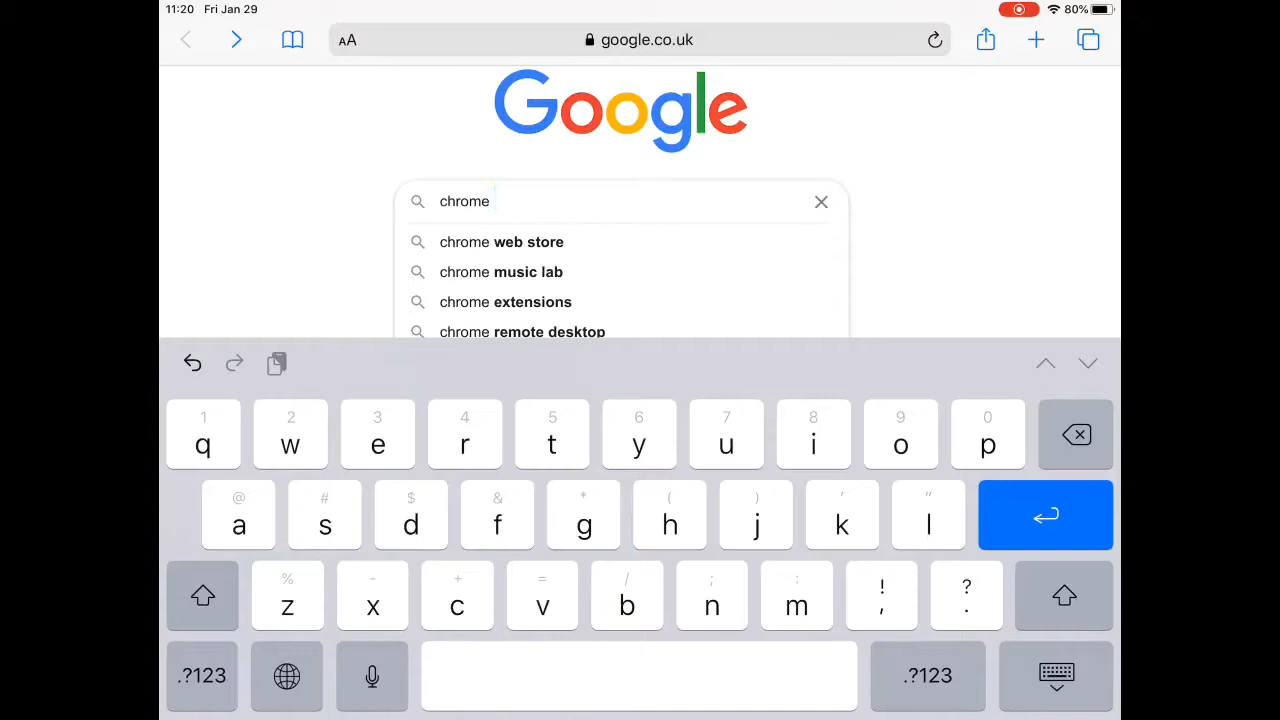 11:20 Fri Jan 29 80%
AA google.co.uk
Google
chrome
chrome web store
chrome music lab
chrome extensions
chrome remote desktop
1 2 3 4 5 6 7 8 9 0
q w e r t y u i o p
@ # $ & * ( ) ' "
a s d f g h j k l
% - + = / ; : ! ?
z x c v b n m , .
.?123 .?123